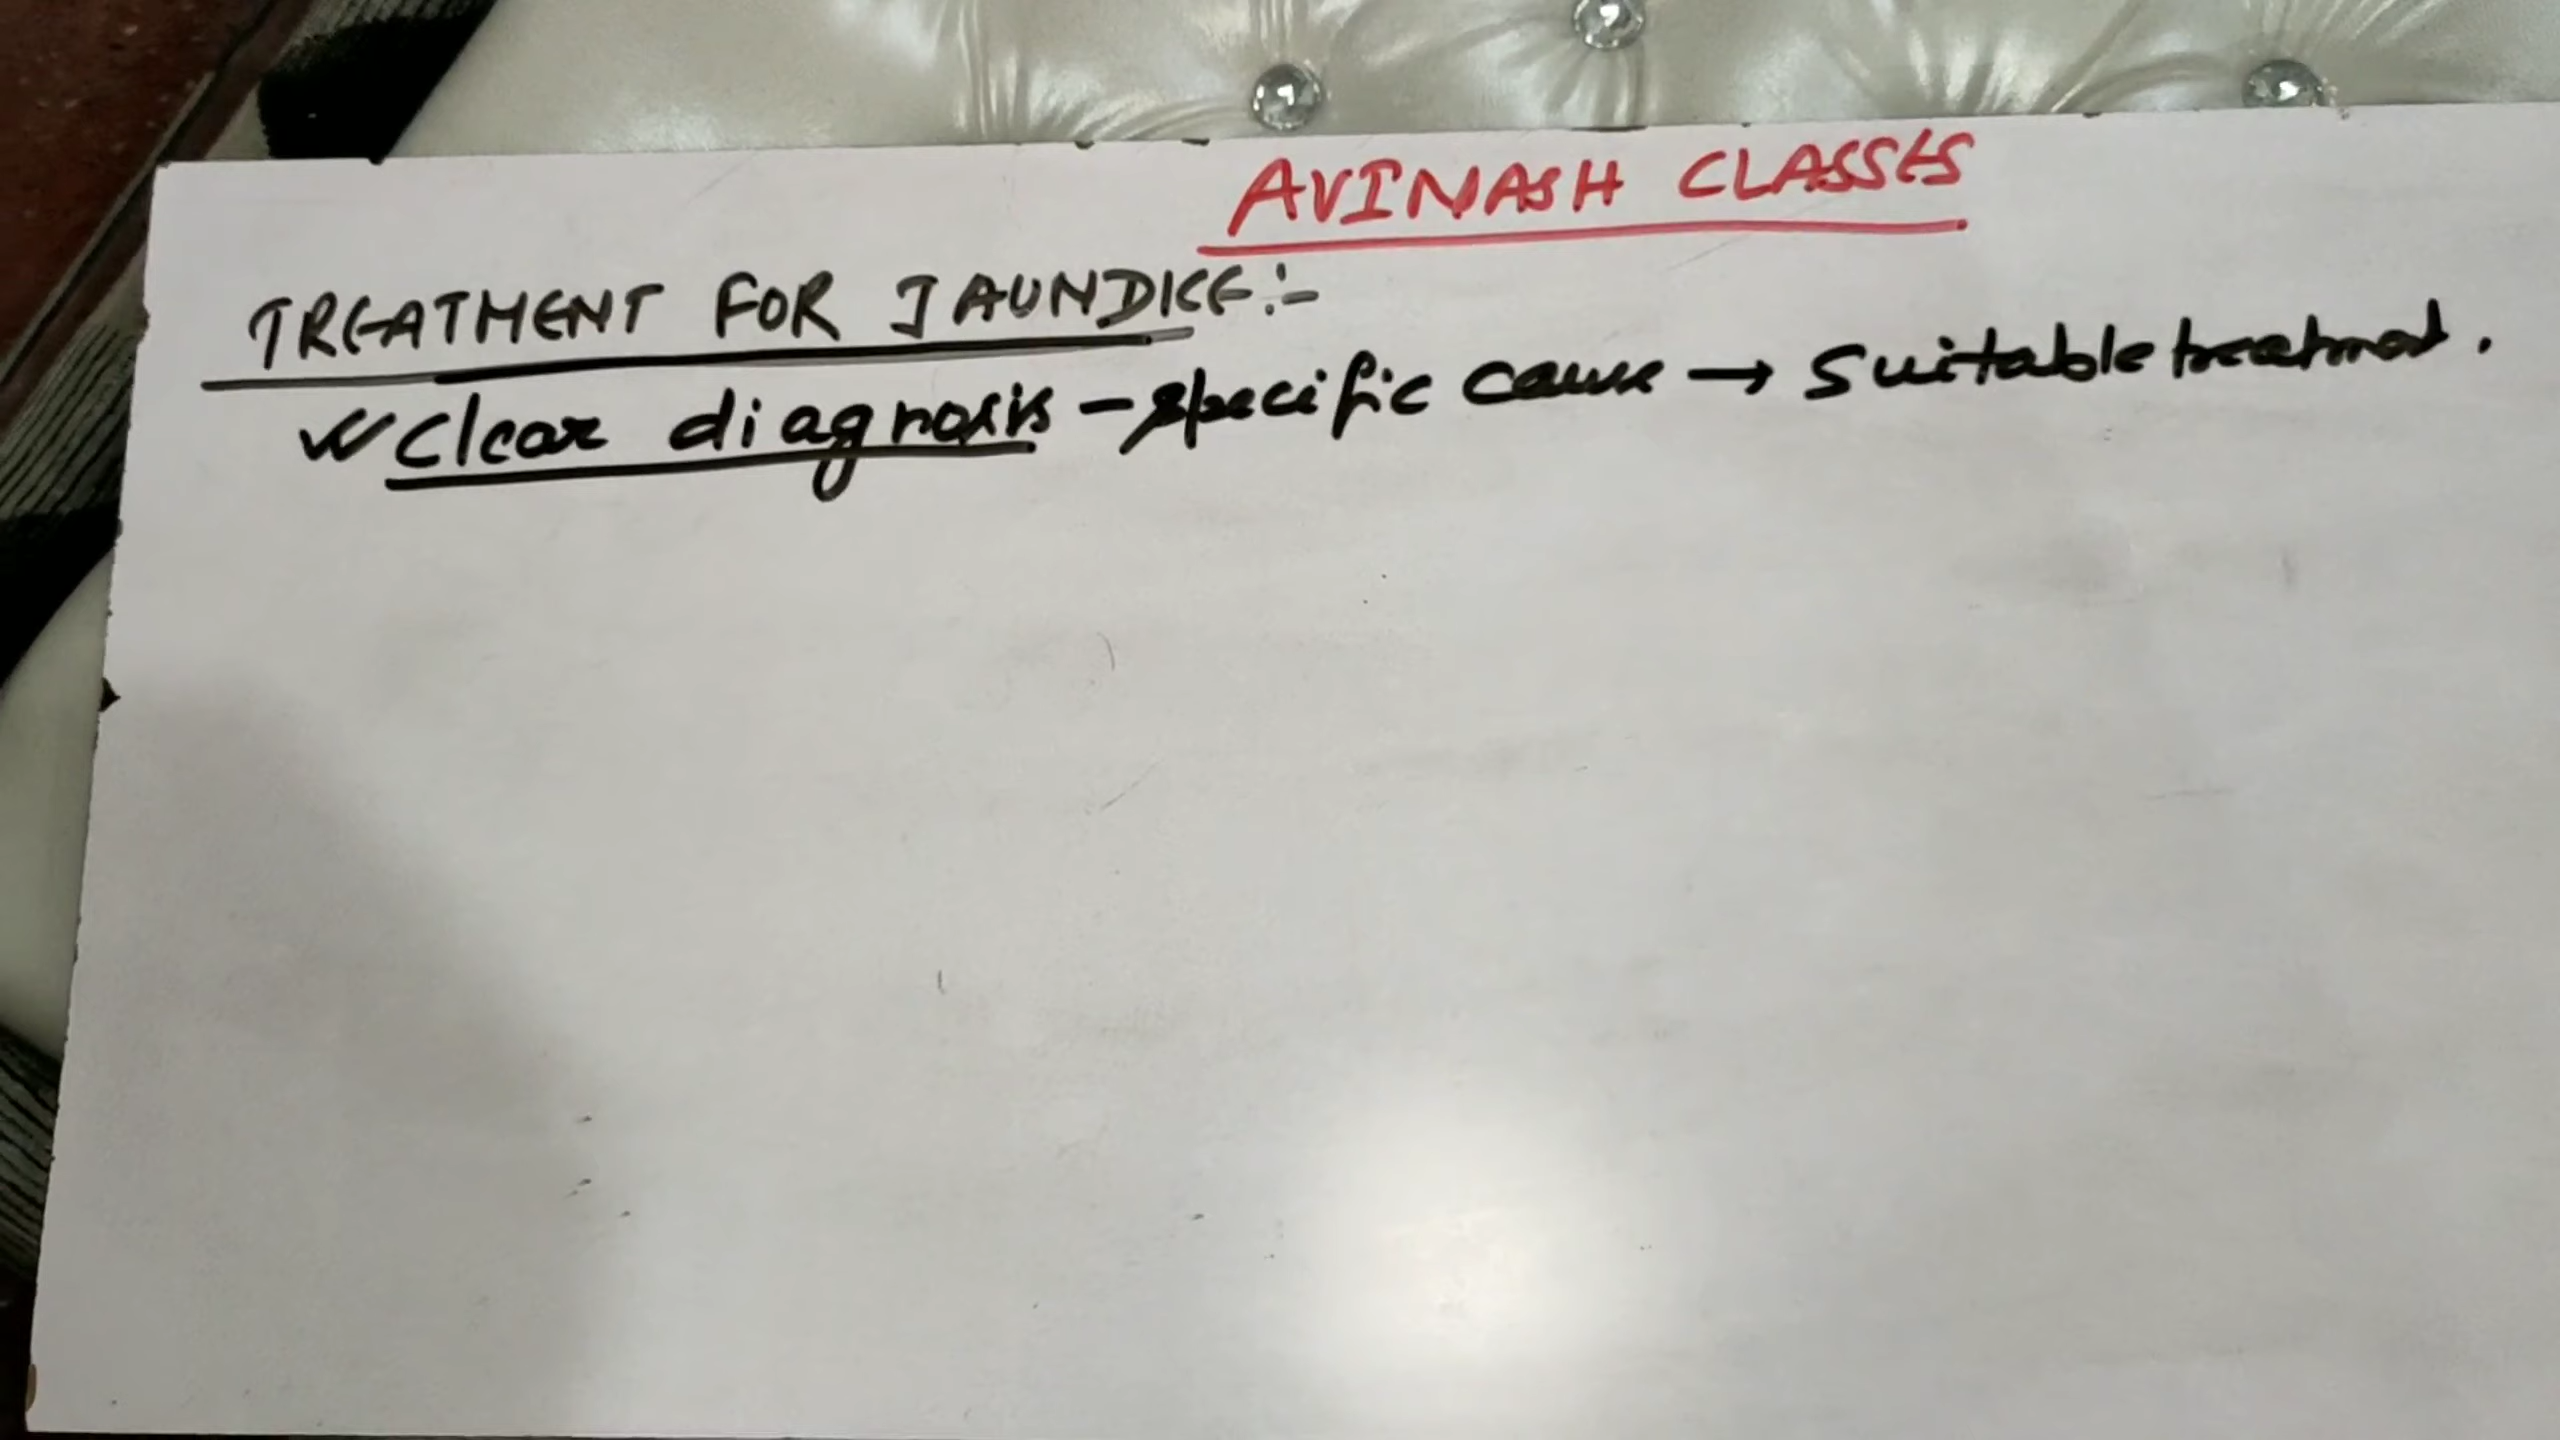 AVINASH CLASSES
TREATMENT FOR JAUNDICE:-
Clear diagnosis - specific cause → Suitable treatment.